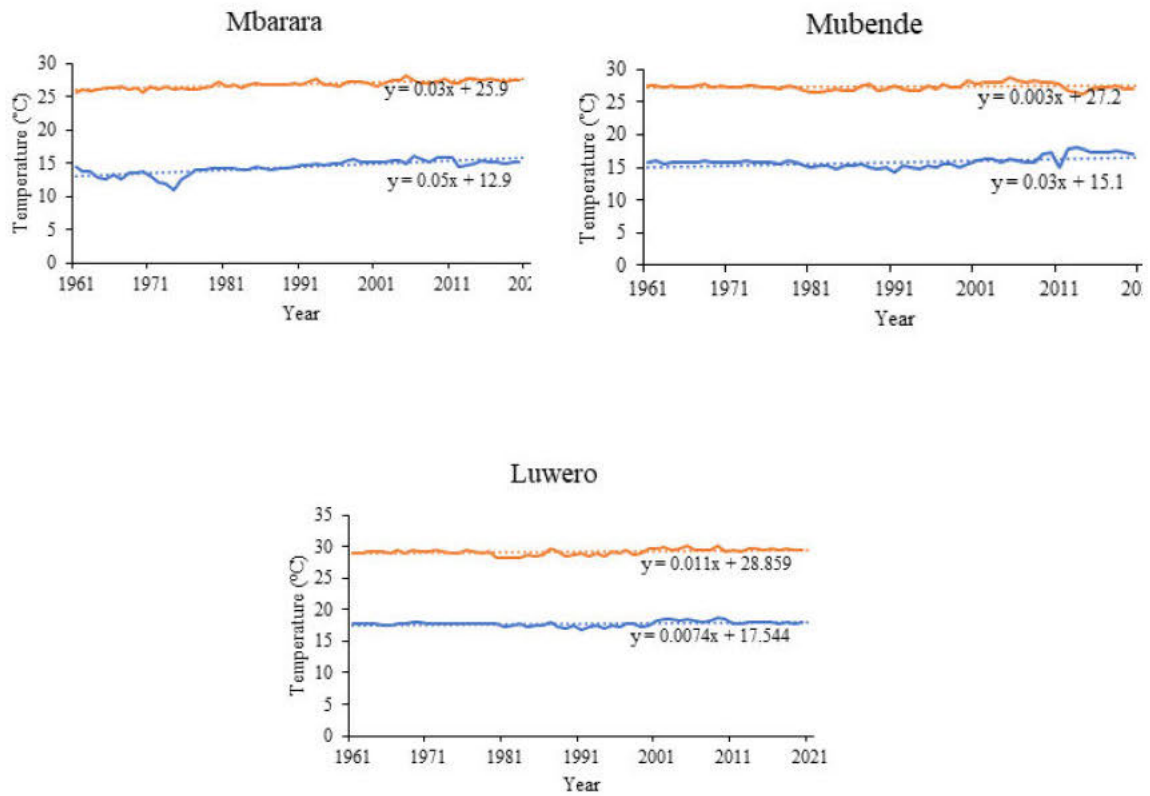 Mbarara
30
25
20
15
10
5
0
Temperature (°C)
y = 0.03x + 25.9
y = 0.05x + 12.9
1961 1971 1981 1991 2001 2011 202
Year
Mubende
30
25
20
15
10
5
0
Temperature (°C)
y = 0.003x + 27.2
y = 0.03x + 15.1
1961 1971 1981 1991 2001 2011 20
Year
Luwero
35
30
25
20
15
10
5
0
Temperature (°C)
y = 0.011x + 28.859
y = 0.0074x + 17.544
1961 1971 1981 1991 2001 2011 2021
Year